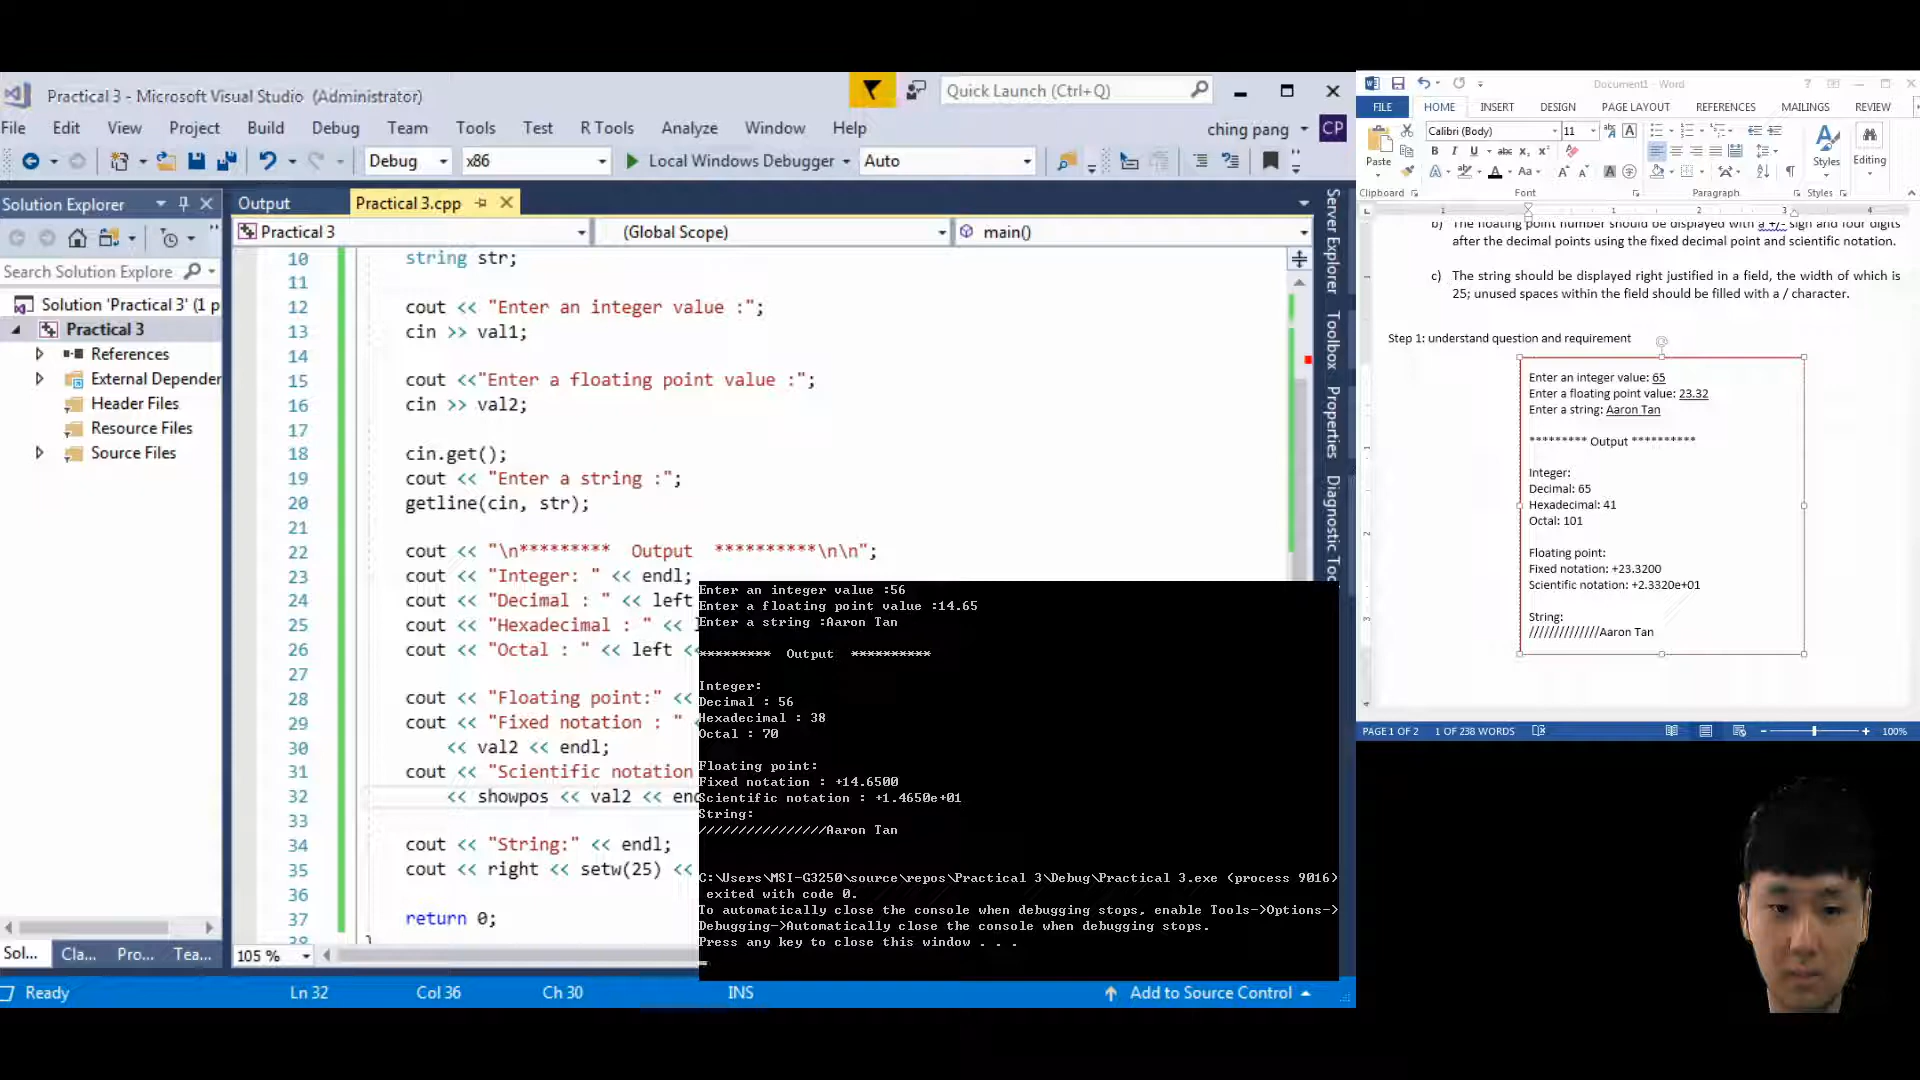 Practical 3 - Microsoft Visual Studio (Administrator)
Quick Launch (Ctrl+Q)
File Edit View Project Build Debug Team Tools Test R Tools Analyze Window Help
ching pang CP
Debug x86 Local Windows Debugger Auto
Solution Explorer
Search Solution Explore
Solution 'Practical 3' (1 p
Practical 3
References
External Depender
Header Files
Resource Files
Source Files
Sol... Cla... Pro... Tea...
Output Practical 3.cpp
Practical 3 (Global Scope) main()
10 string str;
11
12 cout << "Enter an integer value :";
13 cin >> val1;
14
15 cout <<"Enter a floating point value :";
16 cin >> val2;
17
18 cin.get();
19 cout << "Enter a string :";
20 getline(cin, str);
21
22 cout << "\n********* Output **********\n\n";
23 cout << "Integer: " << endl;
24 cout << "Decimal : " << left
25 cout << "Hexadecimal : " <<
26 cout << "Octal : " << left <<
27
28 cout << "Floating point:" <<
29 cout << "Fixed notation : " <
30 << val2 << endl;
31 cout << "Scientific notation
32 << showpos << val2 << end
33
34 cout << "String:" << endl;
35 cout << right << setw(25) <<
36
37 return 0;
38 }
105 %
Server Explorer
Toolbox
Properties
Diagnostic Too
Enter an integer value :56
Enter a floating point value :14.65
Enter a string :Aaron Tan
********* Output **********
Integer:
Decimal : 56
Hexadecimal : 38
Octal : 70
Floating point:
Fixed notation : +14.6500
Scientific notation : +1.4650e+01
String:
////////////////Aaron Tan
C:\Users\MSI-G3250\source\repos\Practical 3\Debug\Practical 3.exe (process 9016)
exited with code 0.
To automatically close the console when debugging stops, enable Tools->Options->
Debugging->Automatically close the console when debugging stops.
Press any key to close this window . . .
Ready Ln 32 Col 36 Ch 30 INS Add to Source Control
Document1 - Word
FILE HOME INSERT DESIGN PAGE LAYOUT REFERENCES MAILINGS REVIEW
Calibri (Body) 11
Paste
Styles
Editing
Clipboard Font Paragraph Styles
b) The floating point number should be displayed with a +/- sign and four digits
after the decimal points using the fixed decimal point and scientific notation.
c) The string should be displayed right justified in a field, the width of which is
25; unused spaces within the field should be filled with a / character.
Step 1: understand question and requirement
Enter an integer value: 65
Enter a floating point value: 23.32
Enter a string: Aaron Tan
********* Output **********
Integer:
Decimal: 65
Hexadecimal: 41
Octal: 101
Floating point:
Fixed notation: +23.3200
Scientific notation: +2.3320e+01
String:
//////////////Aaron Tan
PAGE 1 OF 2 1 OF 238 WORDS 100%